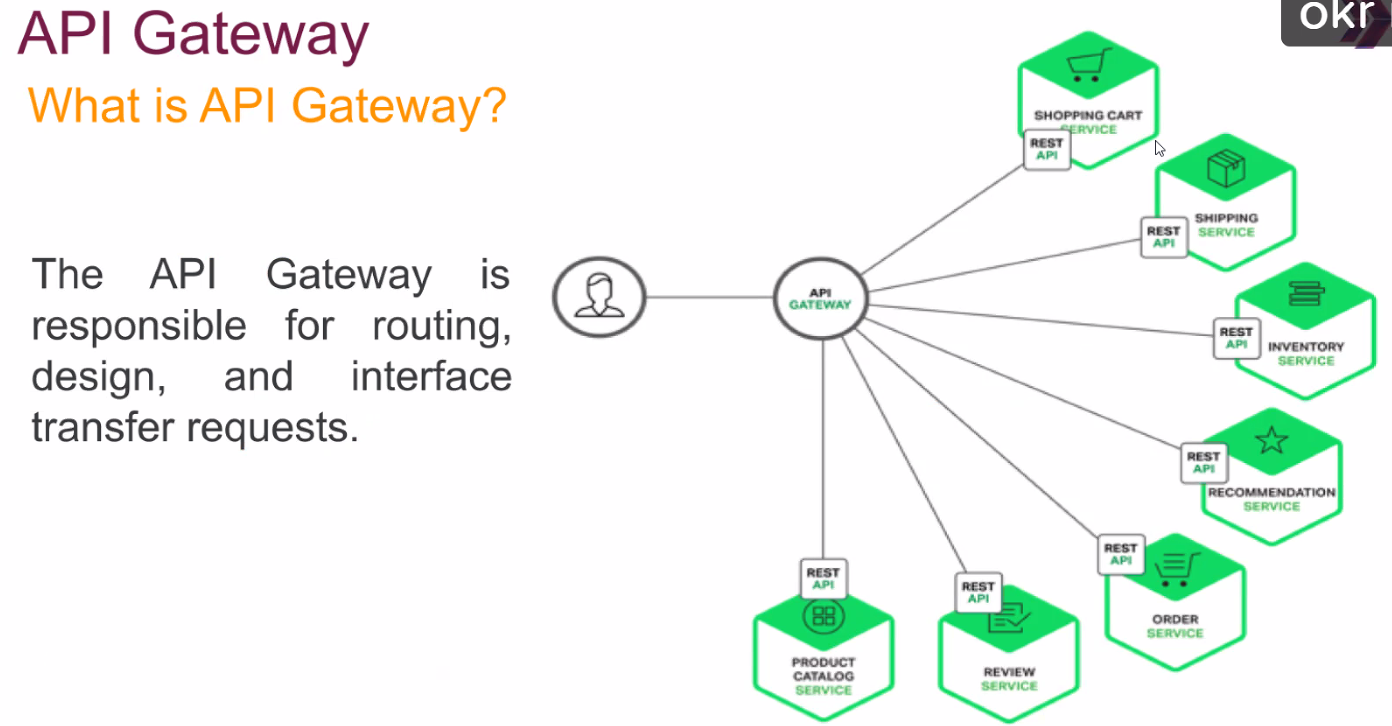 API Gateway
okr
What is API Gateway?
The API Gateway is
responsible for routing,
design, and interface
transfer requests.
API
GATEWAY
SHOPPING CART
SERVICE
REST
API
SHIPPING
SERVICE
REST
API
INVENTORY
SERVICE
REST
API
RECOMMENDATION
SERVICE
REST
API
ORDER
SERVICE
REST
API
REVIEW
SERVICE
REST
API
PRODUCT
CATALOG
SERVICE
REST
API